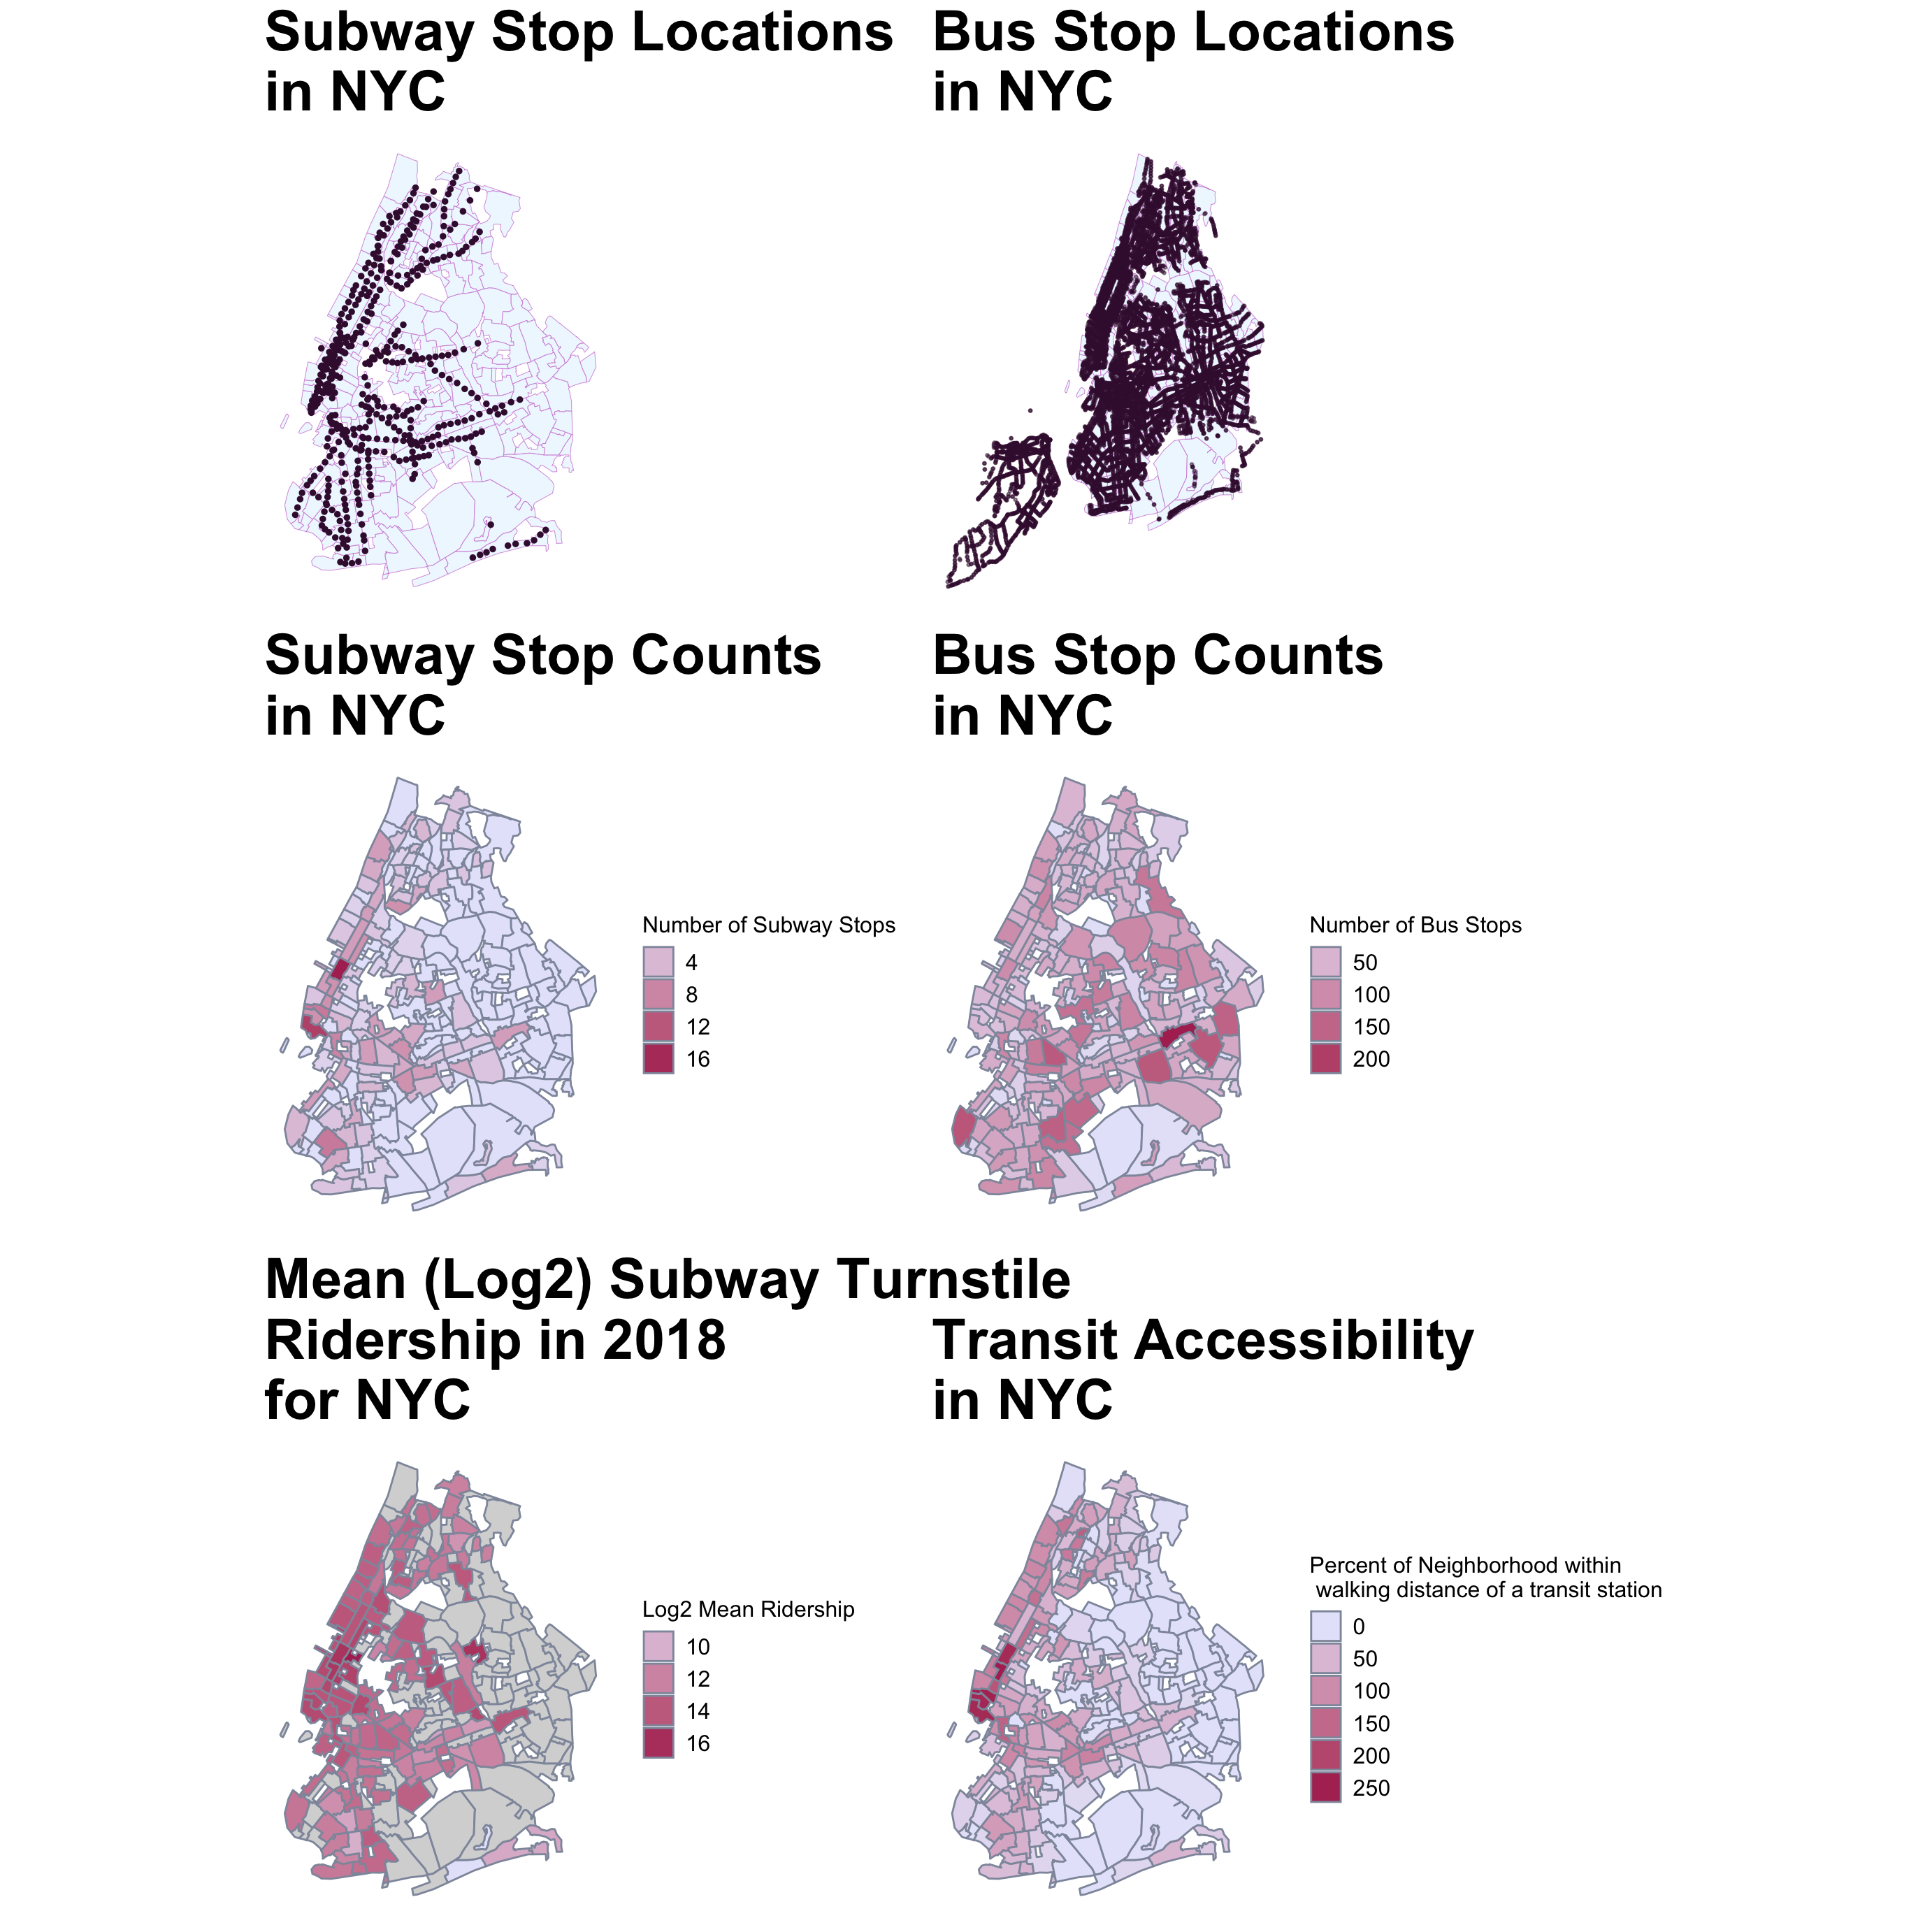 Subway Stop Locations
in NYC
Bus Stop Locations
in NYC
Subway Stop Counts
in NYC
Number of Subway Stops
4
8
12
16
Bus Stop Counts
in NYC
Number of Bus Stops
50
100
150
200
Mean (Log2) Subway Turnstile
Ridership in 2018
for NYC
Log2 Mean Ridership
10
12
14
16
Transit Accessibility
in NYC
Percent of Neighborhood within
walking distance of a transit station
0
50
100
150
200
250